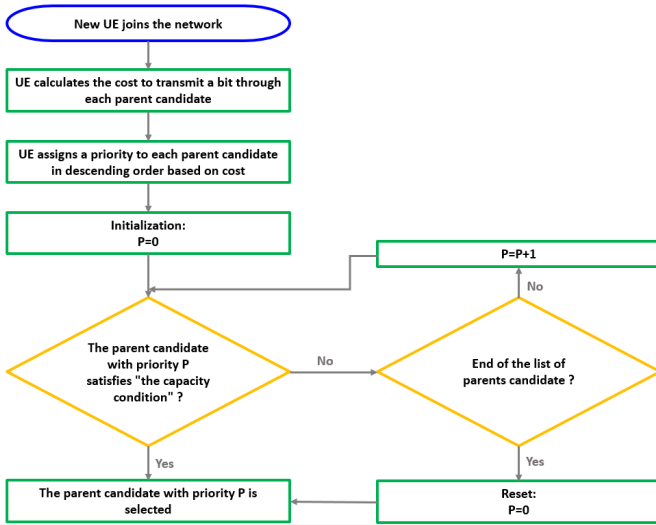 New UE joins the network
UE calculates the cost to transmit a bit through
each parent candidate
UE assigns a priority to each parent candidate
in descending order based on cost
Initialization:
P=0
P=P+1
No
The parent candidate
with priority P
satisfies "the capacity
condition" ?
No
End of the list of
parents candidate ?
Yes
Yes
The parent candidate with priority P is
selected
Reset:
P=0